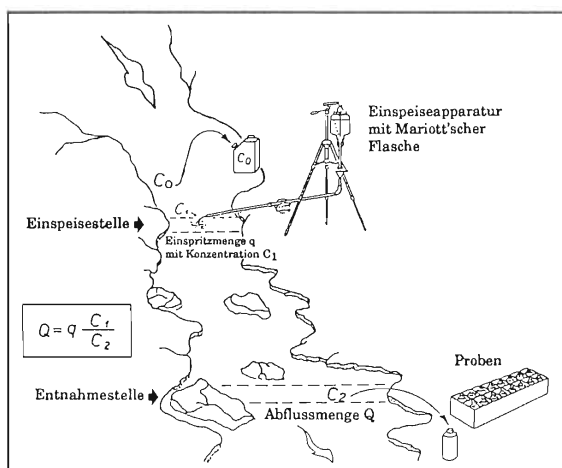 Einspeiseapparatur
mit Mariott'scher
Flasche
C₀
C₀
C₁
Einspeisestelle
Einspritzmenge q
mit Konzentration C₁
Q = q C₁/C₂
Proben
Entnahmestelle
C₂
Abflussmenge Q